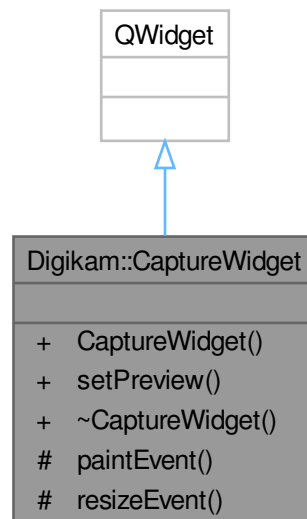 QWidget
Digikam::CaptureWidget
+ CaptureWidget()
+ setPreview()
+ ~CaptureWidget()
# paintEvent()
# resizeEvent()